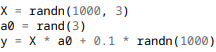 X = randn(1000, 3)
a0 = rand(3)
y = X * a0 + 0.1 * randn(1000)